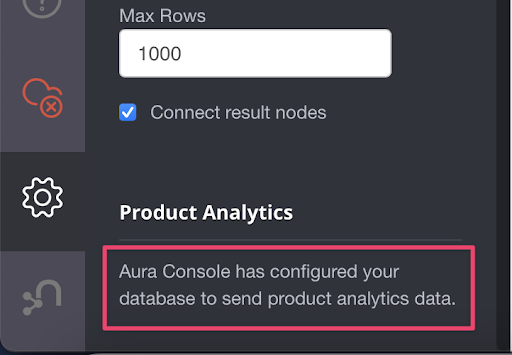 Max Rows
1000
Connect result nodes
Product Analytics
Aura Console has configured your
database to send product analytics data.